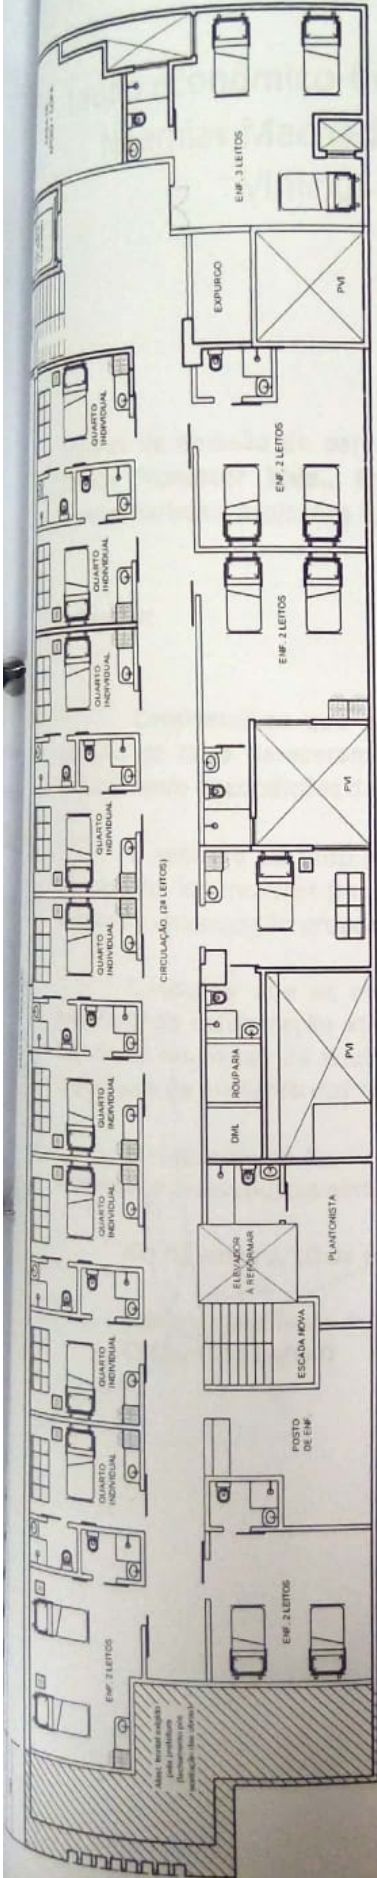 ENF. 3 LEITOS
EXPURGO
PVI
QUARTO
INDIVIDUAL
ENF. 2 LEITOS
QUARTO
INDIVIDUAL
ENF. 2 LEITOS
QUARTO
INDIVIDUAL
PVI
QUARTO
INDIVIDUAL
CIRCULAÇÃO (24 LEITOS)
QUARTO
INDIVIDUAL
ROUPARIA
PVI
QUARTO
INDIVIDUAL
DML
QUARTO
INDIVIDUAL
ELEVADOR
À REFORMAR
PLANTONISTA
QUARTO
INDIVIDUAL
ESCADA NOVA
QUARTO
INDIVIDUAL
POSTO
DE ENF.
ENF. 2 LEITOS
ENF. 2 LEITOS